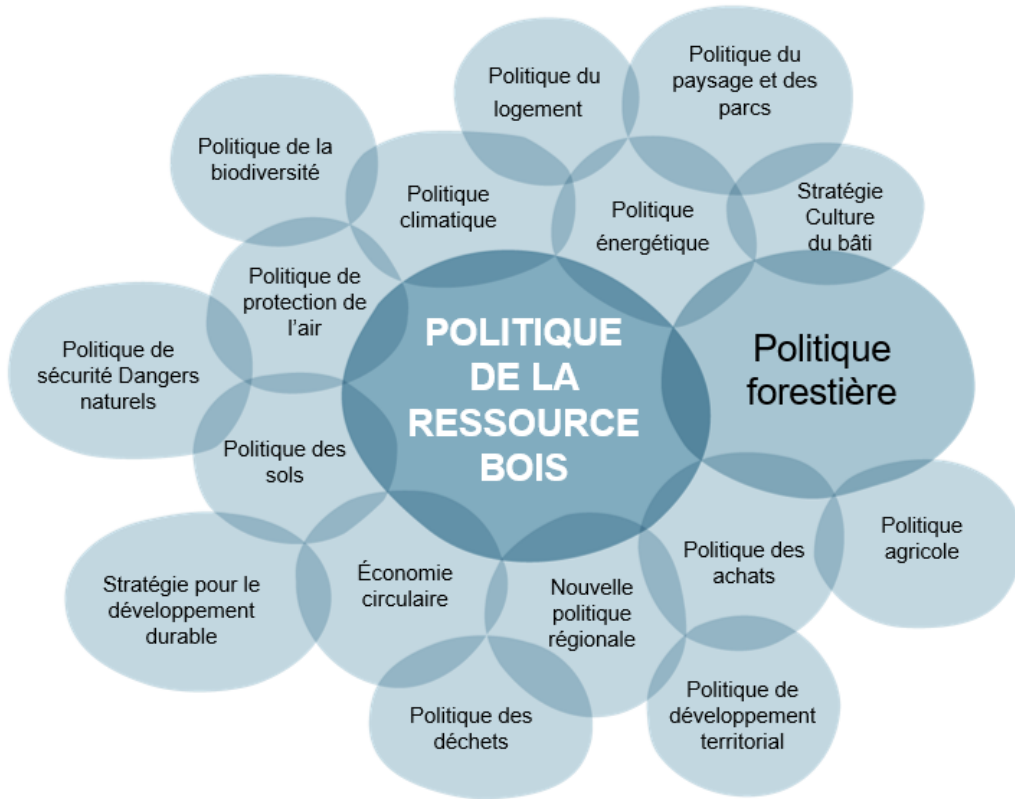 Politique du
logement
Politique du
paysage et des
parcs
Politique de la
biodiversité
Politique
climatique
Politique
énergétique
Stratégie
Culture
du bâti
Politique de
protection de
l'air
POLITIQUE
DE LA
RESSOURCE
BOIS
Politique
forestière
Politique de
sécurité Dangers
naturels
Politique des
sols
Politique
agricole
Politique des
achats
Économie
circulaire
Nouvelle
politique
régionale
Stratégie pour le
développement
durable
Politique des
déchets
Politique de
développement
territorial